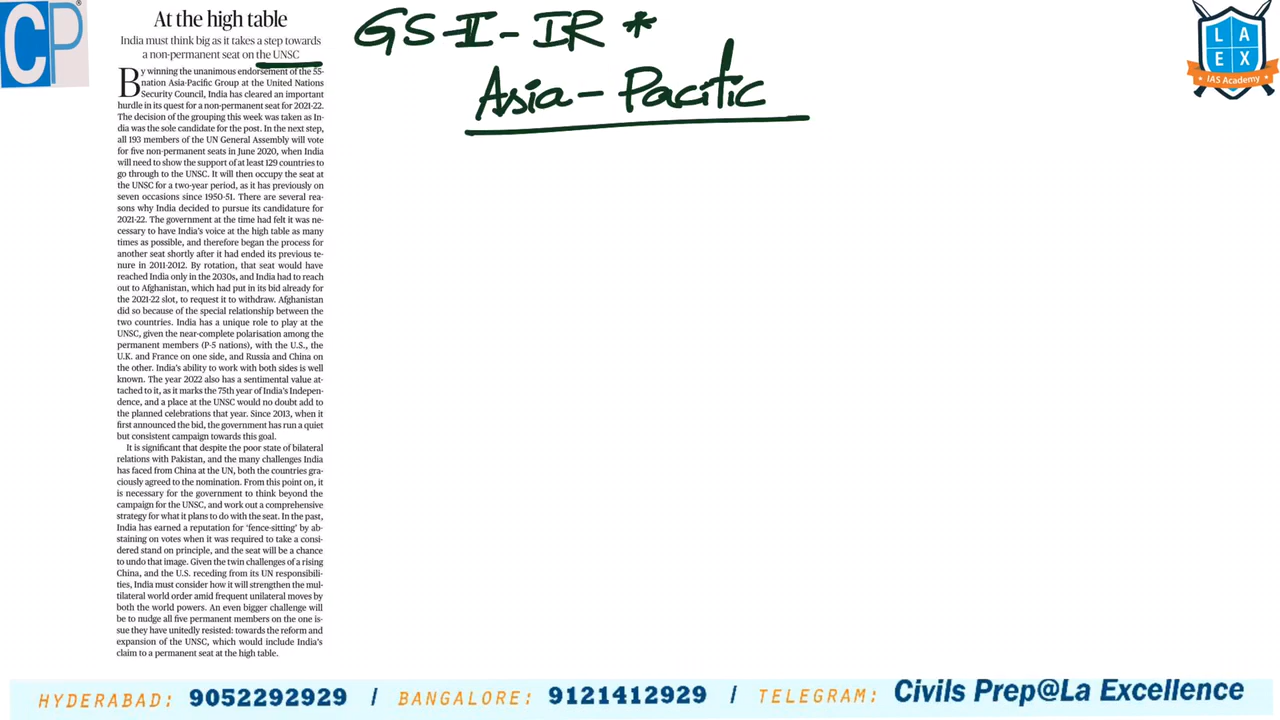 CP
®
At the high table
India must think big as it takes a step towards
a non-permanent seat on the UNSC
By winning the unanimous endorsement of the 55-
nation Asia-Pacific Group at the United Nations
Security Council, India has cleared an important
hurdle in its quest for a non-permanent seat for 2021-22.
The decision of the grouping this week was taken as In-
dia was the sole candidate for the post. In the next step,
all 193 members of the UN General Assembly will vote
for five non-permanent seats in June 2020, when India
will need to show the support of at least 129 countries to
go through to the UNSC. It will then occupy the seat at
the UNSC for a two-year period, as it has previously on
seven occasions since 1950-51. There are several rea-
sons why India decided to pursue its candidature for
2021-22. The government at the time had felt it was ne-
cessary to have India's voice at the high table as many
times as possible, and therefore began the process for
another seat shortly after it had ended its previous te-
nure in 2011-2012. By rotation, that seat would have
reached India only in the 2030s, and India had to reach
out to Afghanistan, which had put in its bid already for
the 2021-22 slot, to request it to withdraw. Afghanistan
did so because of the special relationship between the
two countries. India has a unique role to play at the
UNSC, given the near-complete polarisation among the
permanent members (P-5 nations), with the U.S., the
U.K. and France on one side, and Russia and China on
the other. India's ability to work with both sides is well
known. The year 2022 also has a sentimental value at-
tached to it, as it marks the 75th year of India's Indepen-
dence, and a place at the UNSC would no doubt add to
the planned celebrations that year. Since 2013, when it
first announced the bid, the government has run a quiet
but consistent campaign towards this goal.
It is significant that despite the poor state of bilateral
relations with Pakistan, and the many challenges India
has faced from China at the UN, both the countries gra-
ciously agreed to the nomination. From this point on, it
is necessary for the government to think beyond the
campaign for the UNSC, and work out a comprehensive
strategy for what it plans to do with the seat. In the past,
India has earned a reputation for 'fence-sitting' by ab-
staining on votes when it was required to take a consi-
dered stand on principle, and the seat will be a chance
to undo that image. Given the twin challenges of a rising
China, and the U.S. receding from its UN responsibili-
ties, India must consider how it will strengthen the mul-
tilateral world order amid frequent unilateral moves by
both the world powers. An even bigger challenge will
be to nudge all five permanent members on the one is-
sue they have unitedly resisted: towards the reform and
expansion of the UNSC, which would include India's
claim to a permanent seat at the high table.
GS-II-IR *
Asia-Pacific
L A
E X
IAS Academy
HYDERABAD: 9052292929 / BANGALORE: 9121412929 / TELEGRAM: Civils Prep@La Excellence